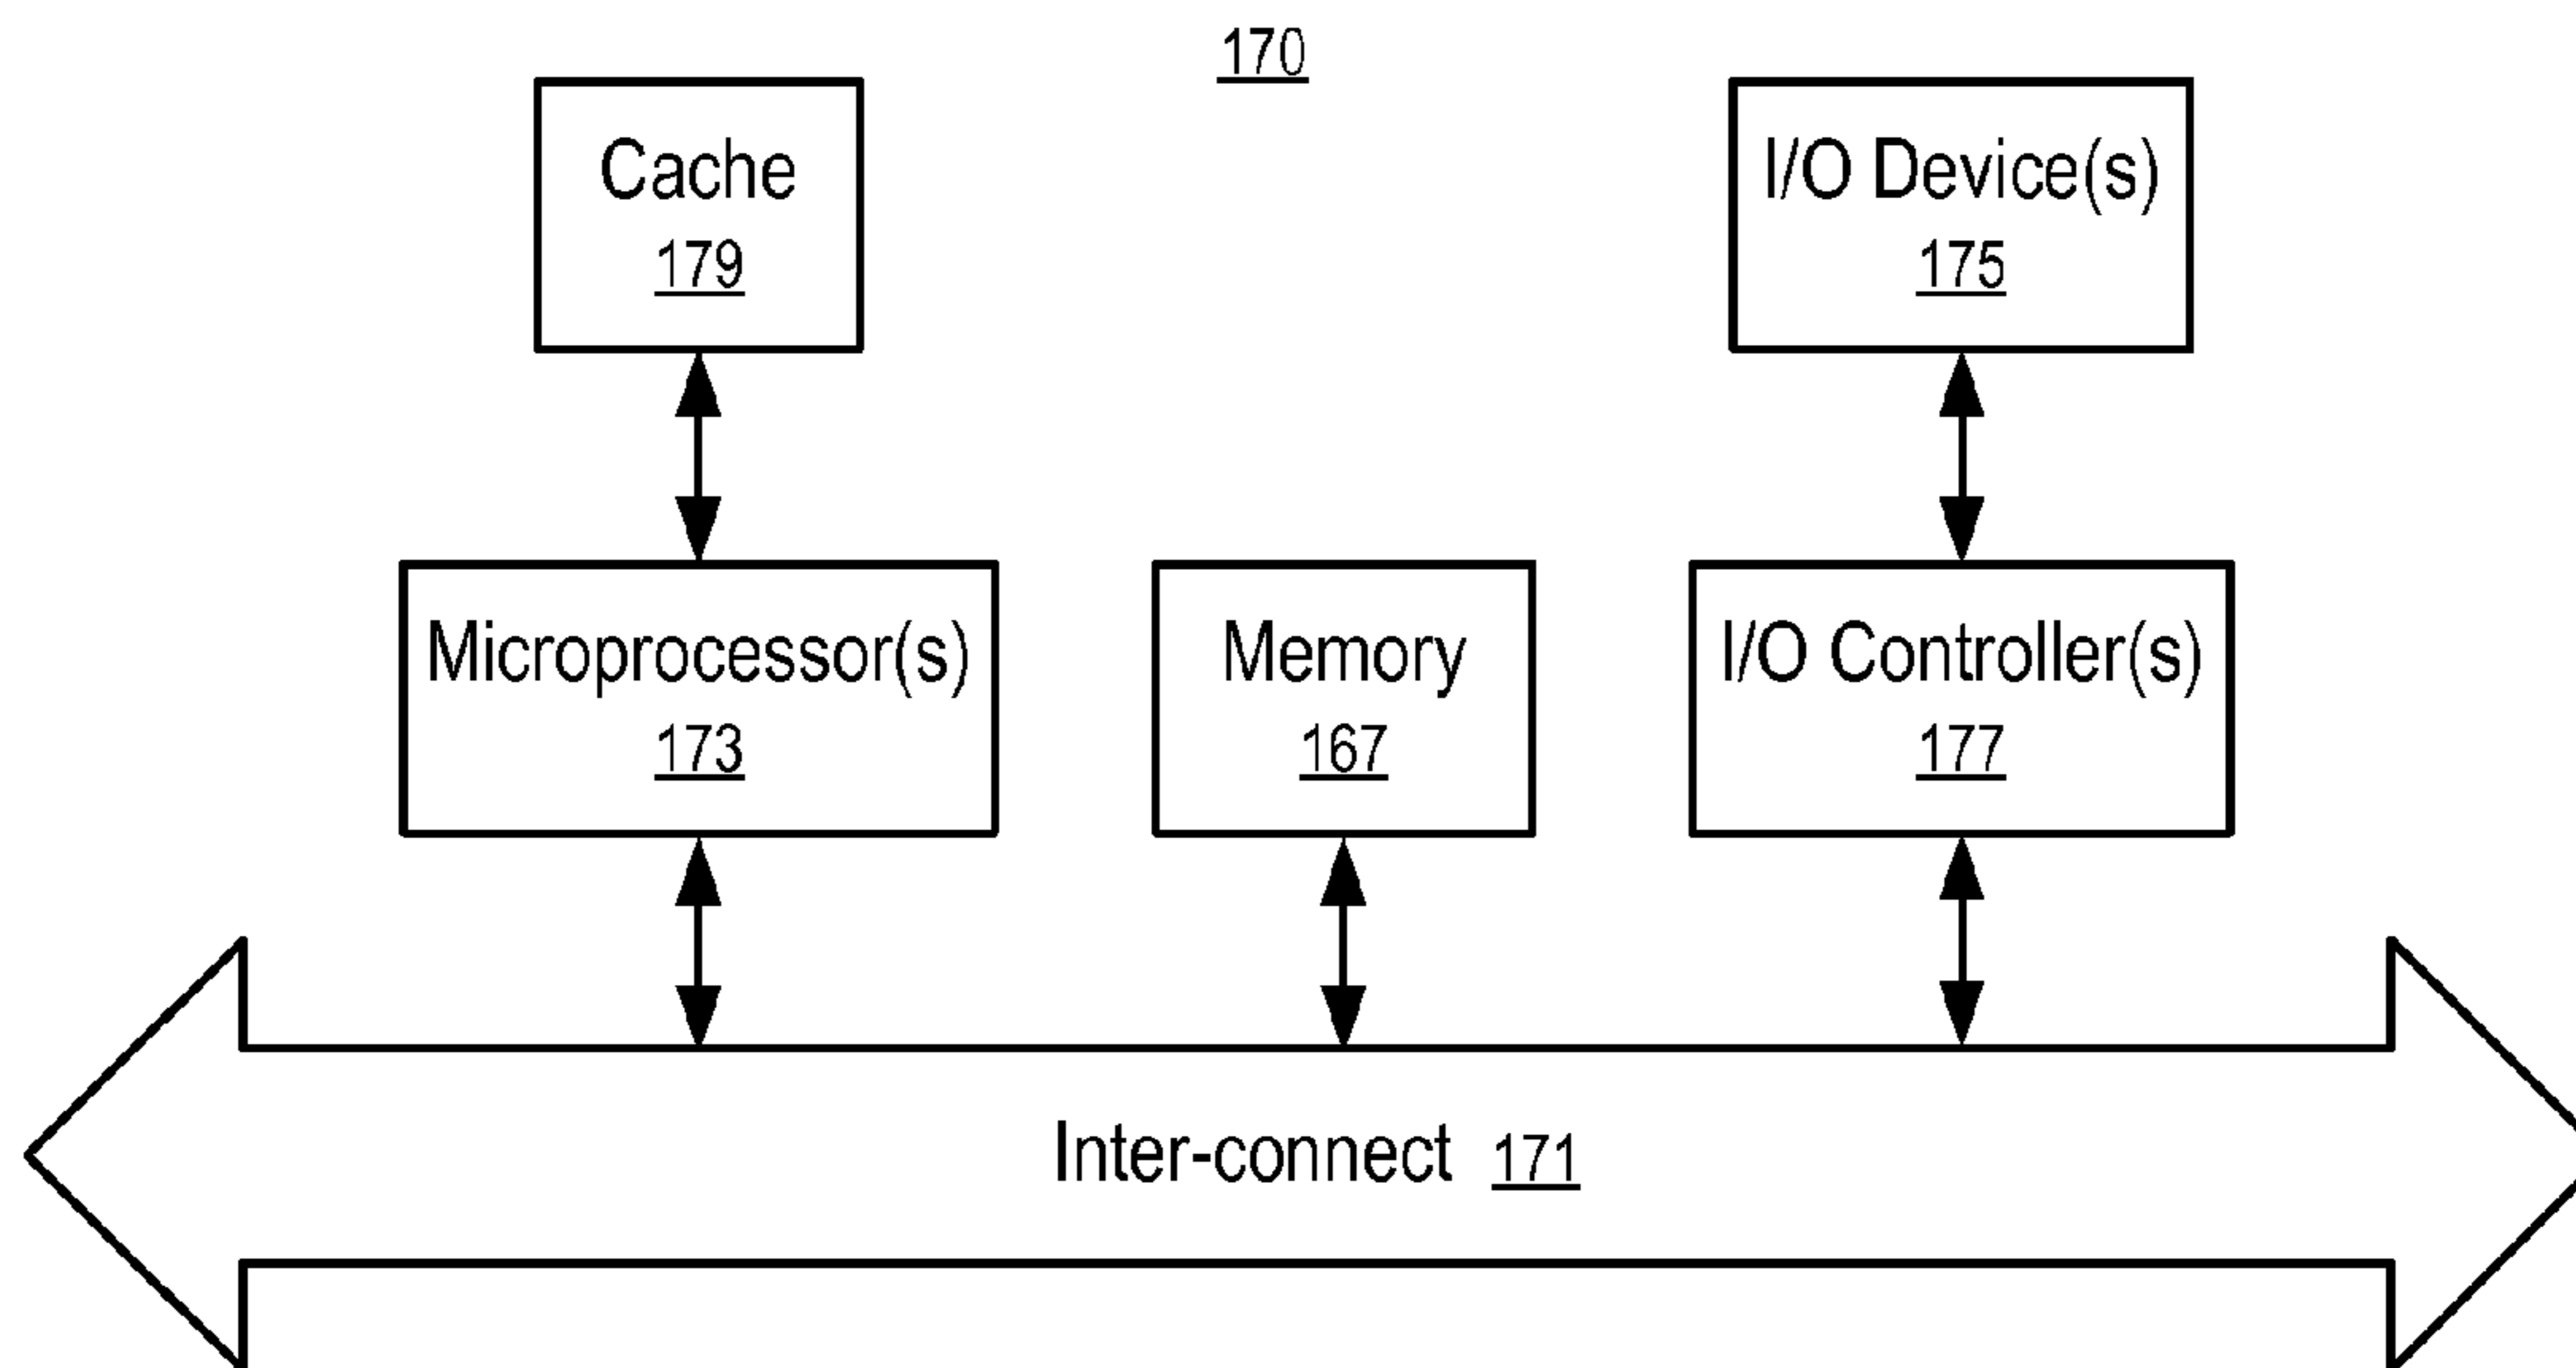 170
Cache
179
I/O Device(s)
175
Microprocessor(s)
173
Memory
167
I/O Controller(s)
177
Inter-connect 171